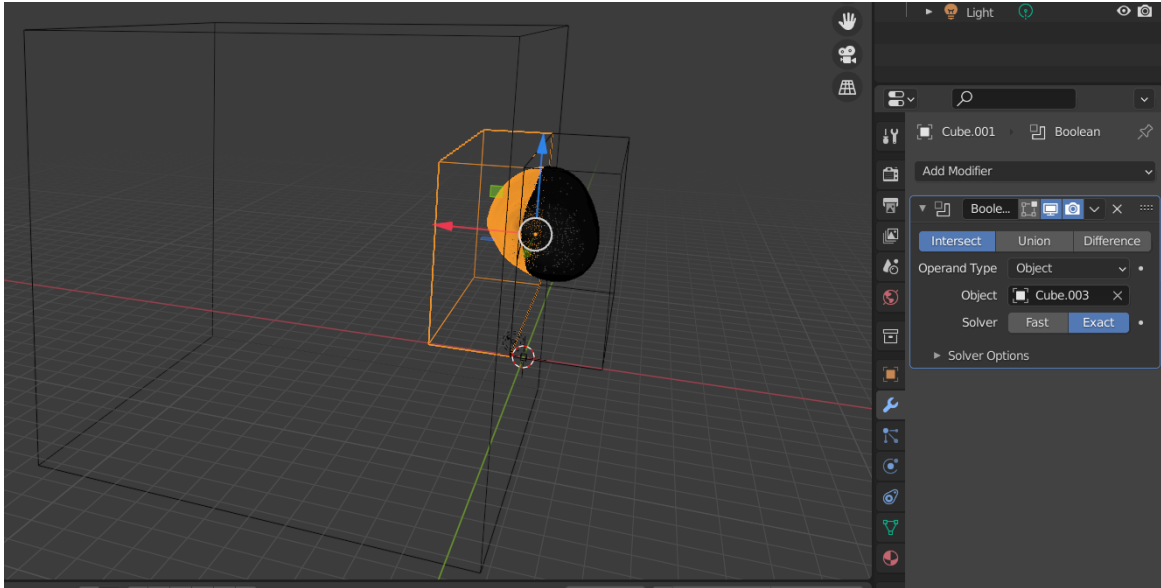 Light
Cube.001 Boolean
Add Modifier
Boole...
Intersect Union Difference
Operand Type Object
Object Cube.003
Solver Fast Exact
Solver Options